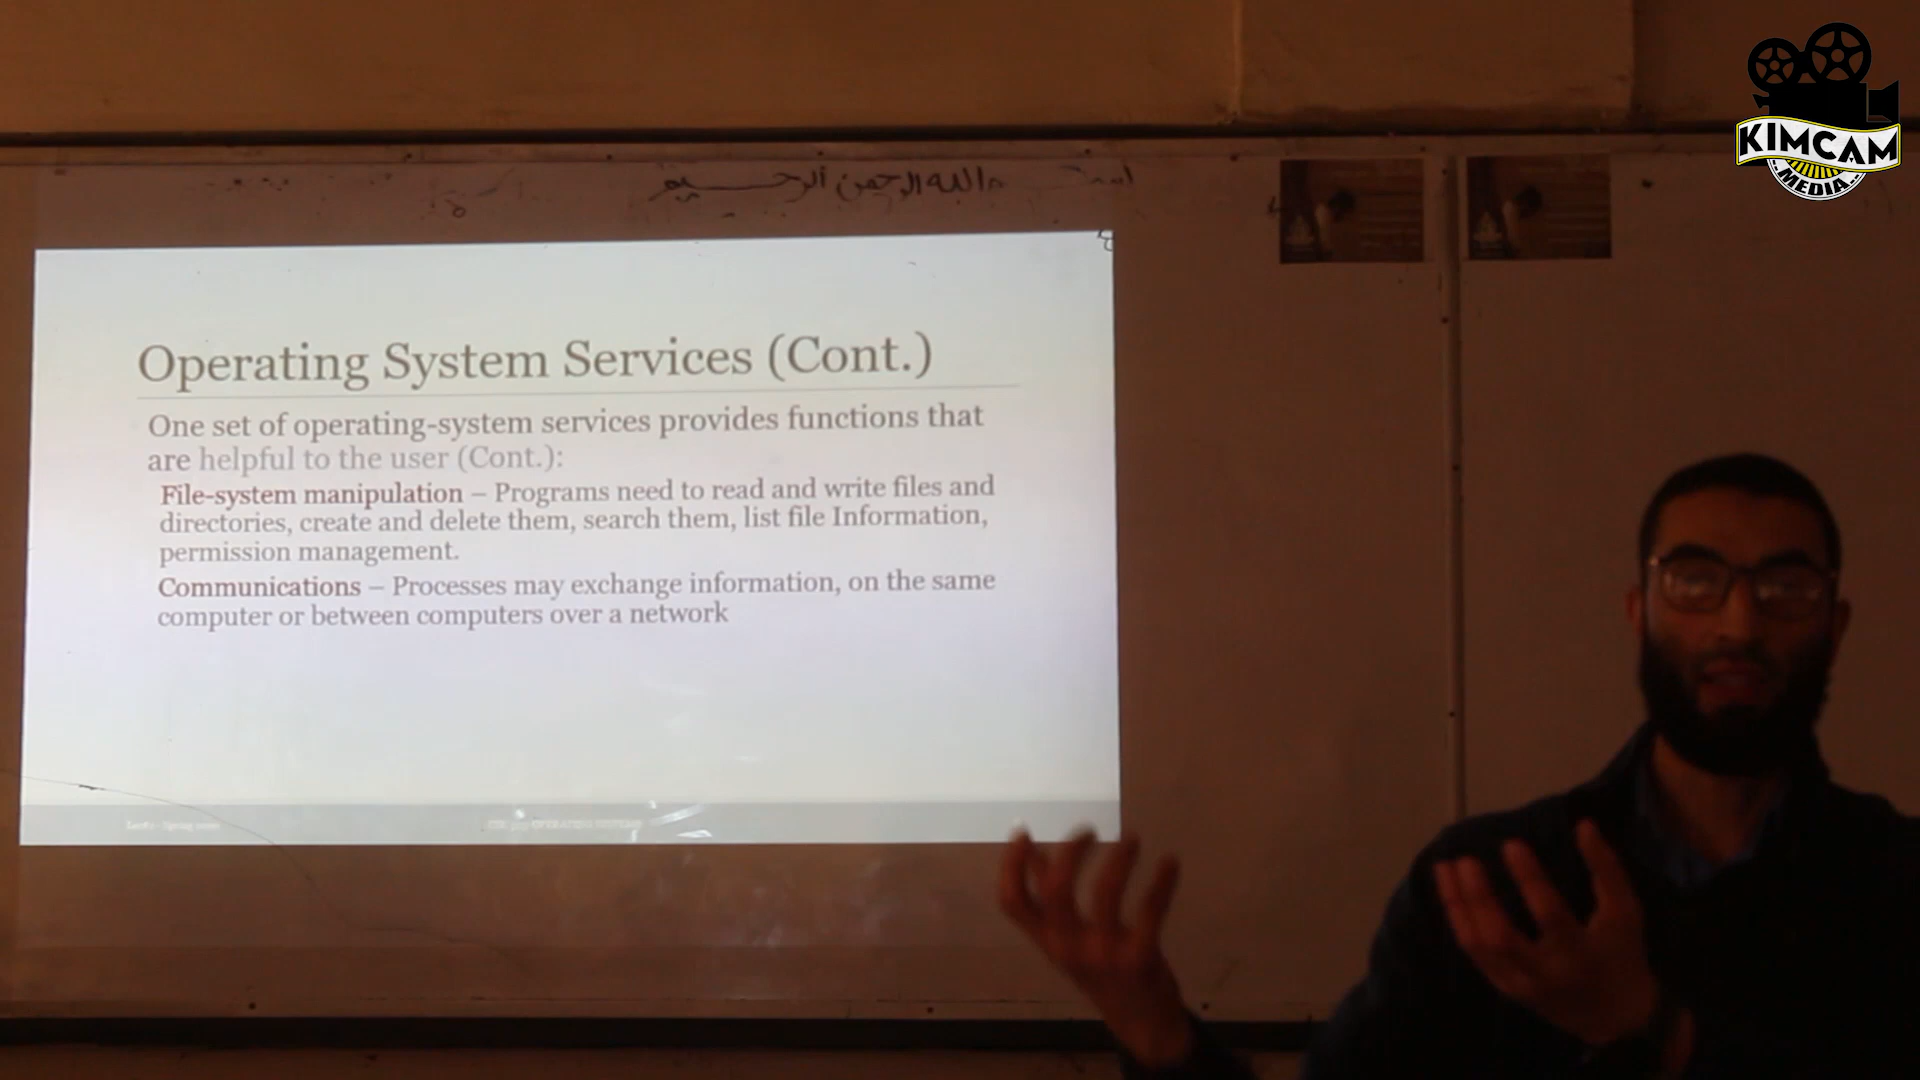 KIMCAM
MEDIA
الله الرحمن الرحيم
Operating System Services (Cont.)
One set of operating-system services provides functions that
are helpful to the user (Cont.):
File-system manipulation – Programs need to read and write files and
directories, create and delete them, search them, list file Information,
permission management.
Communications – Processes may exchange information, on the same
computer or between computers over a network
OPERATING SYSTEMS